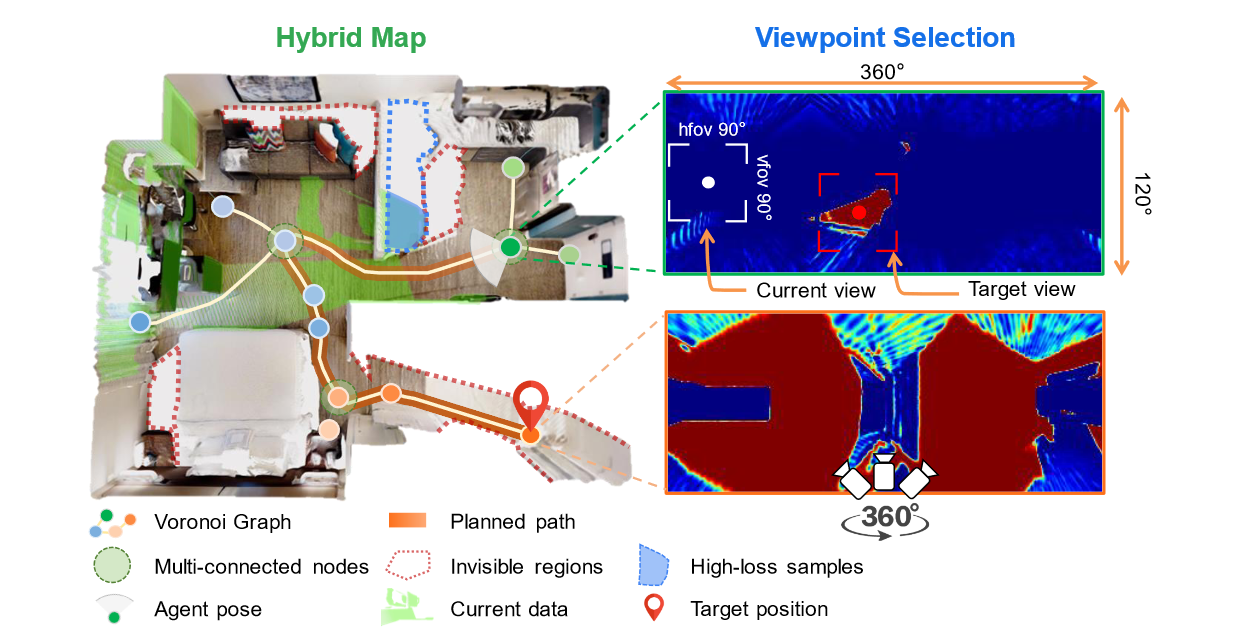 Hybrid Map
Viewpoint Selection
360°
hfov 90°
vfov 90°
120°
Current view
Target view
360°
Voronoi Graph
Planned path
Multi-connected nodes
Invisible regions
High-loss samples
Agent pose
Current data
Target position